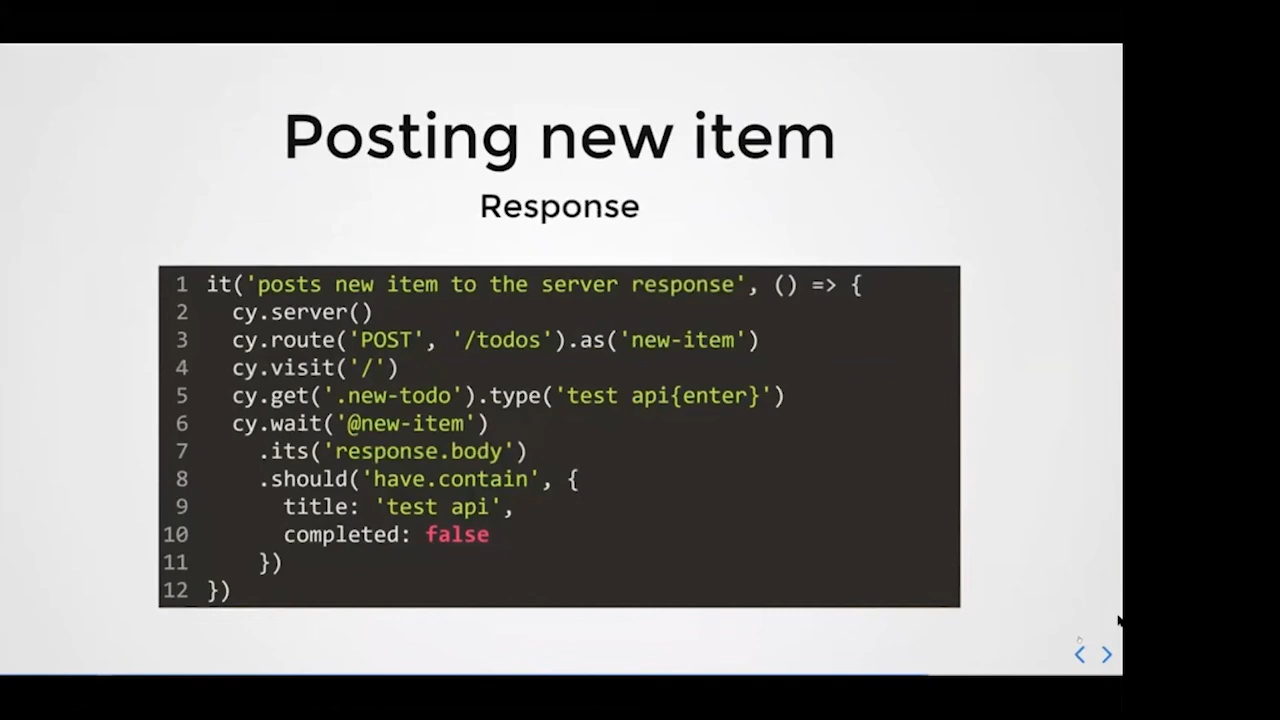 Posting new item
Response
1 it('posts new item to the server response', () => {
2   cy.server()
3   cy.route('POST', '/todos').as('new-item')
4   cy.visit('/')
5   cy.get('.new-todo').type('test api{enter}')
6   cy.wait('@new-item')
7     .its('response.body')
8     .should('have.contain', {
9       title: 'test api',
10       completed: false
11     })
12 })